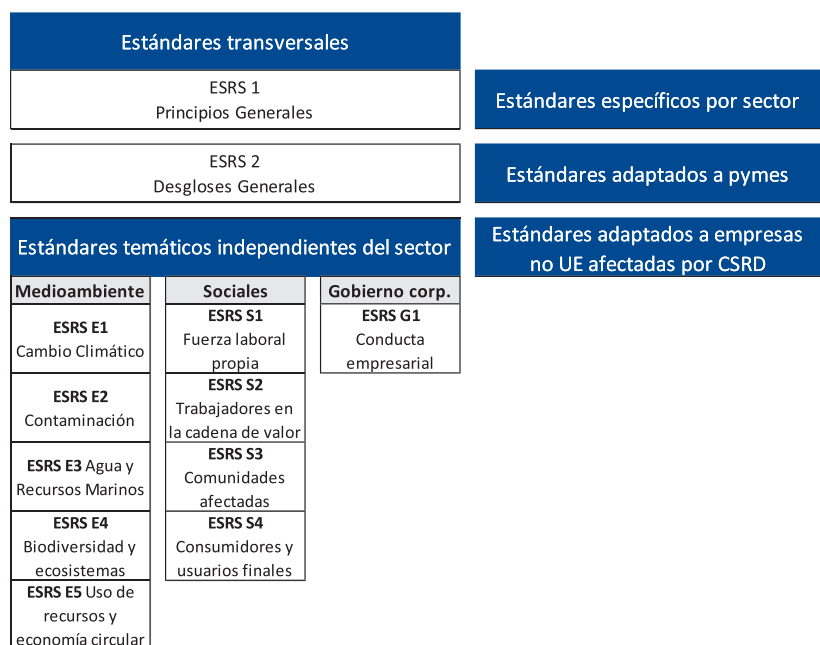 Estándares transversales
ESRS 1
Principios Generales
ESRS 2
Desgloses Generales
Estándares específicos por sector
Estándares adaptados a pymes
Estándares adaptados a empresas
no UE afectadas por CSRD
Estándares temáticos independientes del sector
Medioambiente
ESRS E1
Cambio Climático
ESRS E2
Contaminación
ESRS E3 Agua y
Recursos Marinos
ESRS E4
Biodiversidad y
ecosistemas
ESRS E5 Uso de
recursos y
economía circular
Sociales
ESRS S1
Fuerza laboral
propia
ESRS S2
Trabajadores en
la cadena de valor
ESRS S3
Comunidades
afectadas
ESRS S4
Consumidores y
usuarios finales
Gobierno corp.
ESRS G1
Conducta
empresarial